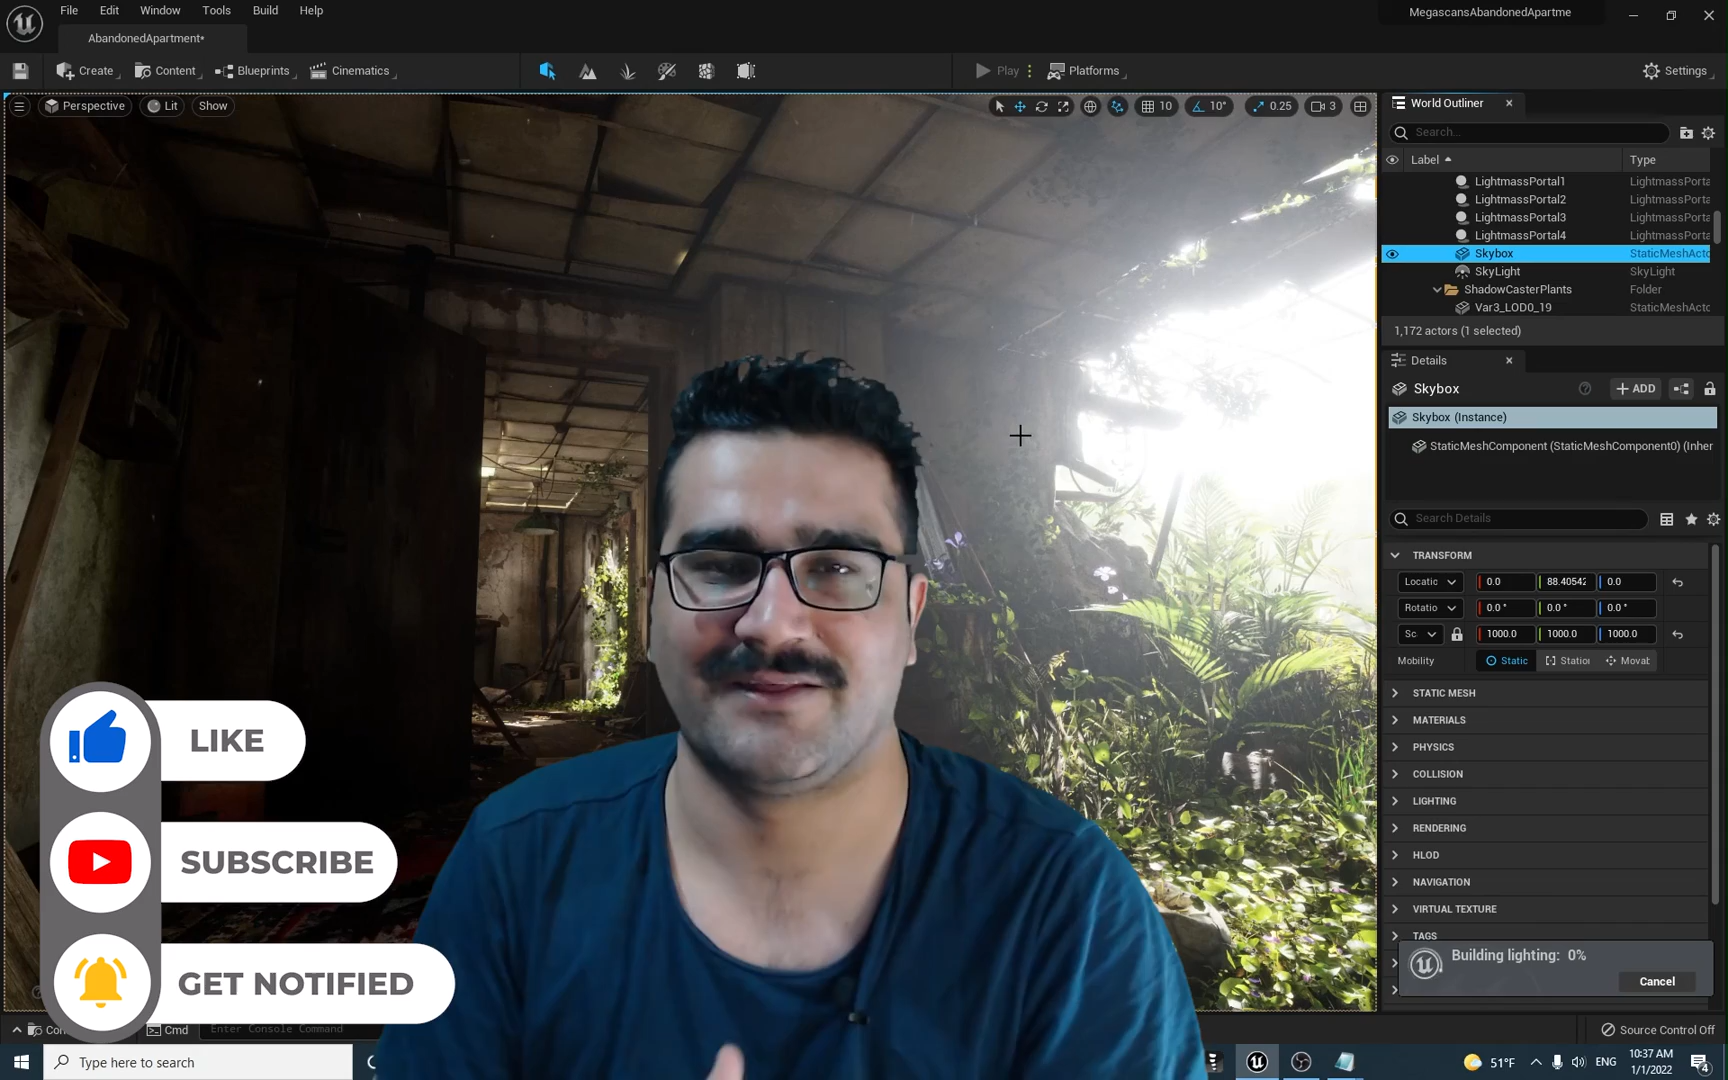 File Edit Window Tools Build Help
MegascansAbandonedApartme
AbandonedApartment*
Create Content Blueprints Cinematics Play Platforms Settings
Perspective Lit Show 10 10° 0.25 3
World Outliner
Search...
Label Type
LightmassPortal1 LightmassPorta
LightmassPortal2 LightmassPorta
LightmassPortal3 LightmassPorta
LightmassPortal4 LightmassPorta
Skybox StaticMeshActo
SkyLight SkyLight
ShadowCasterPlants Folder
Var3_LOD0_19 StaticMeshActo
1,172 actors (1 selected)
Details
Skybox ADD
Skybox (Instance)
StaticMeshComponent (StaticMeshComponent0) (Inher
Search Details
TRANSFORM
Locatic 0.0 88.40542 0.0
Rotatio 0.0 ° 0.0 ° 0.0 °
Sc 1000.0 1000.0 1000.0
Mobility Static Station Movat
STATIC MESH
MATERIALS
PHYSICS
COLLISION
LIGHTING
RENDERING
HLOD
NAVIGATION
VIRTUAL TEXTURE
TAGS
Building lighting: 0%
Cancel
LIKE
SUBSCRIBE
GET NOTIFIED
Con Cmd Enter Console Command
Source Control Off
Type here to search
51°F ENG 10:37 AM
1/1/2022 4